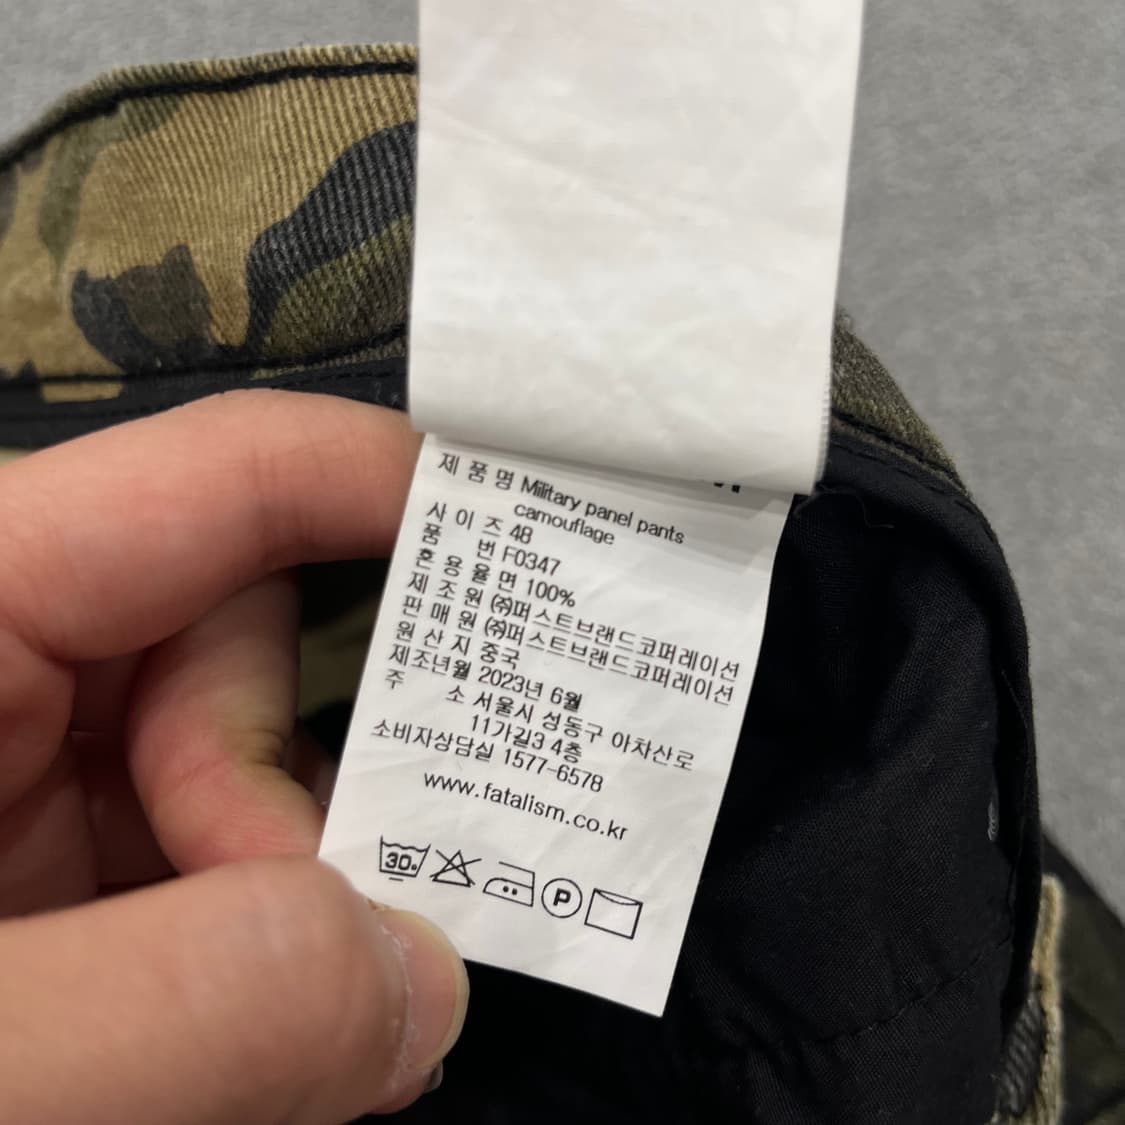 제 품 명 Military panel pants
camouflage
사 이 즈 48
품 번 F0347
혼 용 율 면 100%
제 조 원 ㈜퍼스트브랜드코퍼레이션
판 매 원 ㈜퍼스트브랜드코퍼레이션
원 산 지 중국
제조년월 2023년 6월
주 소 서울시 성동구 아차산로
11가길3 4층
소비자상담실 1577-6578
www.fatalism.co.kr
30
P